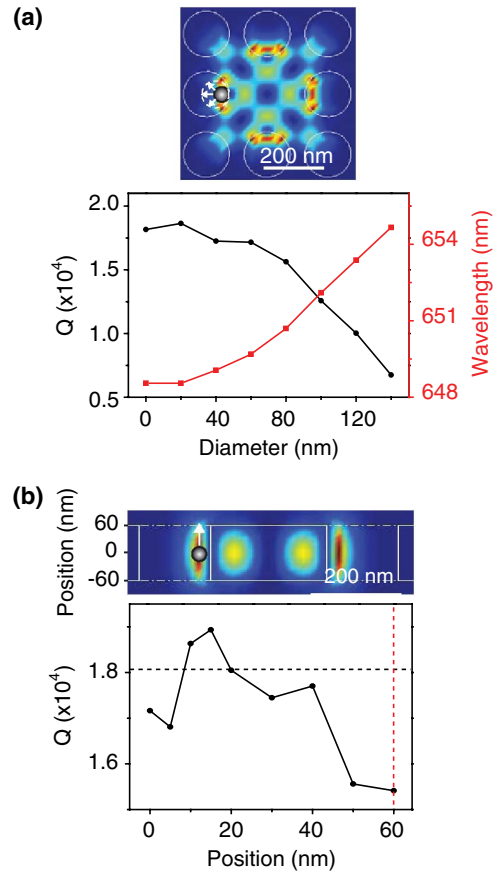 (a)
200 nm
2.0
1.5
1.0
0.5
Q (x10⁴)
654
651
648
Wavelength (nm)
0 40 80 120
Diameter (nm)
(b)
Position (nm)
60
0
-60
200 nm
1.8
1.6
Q (x10⁴)
0 20 40 60
Position (nm)